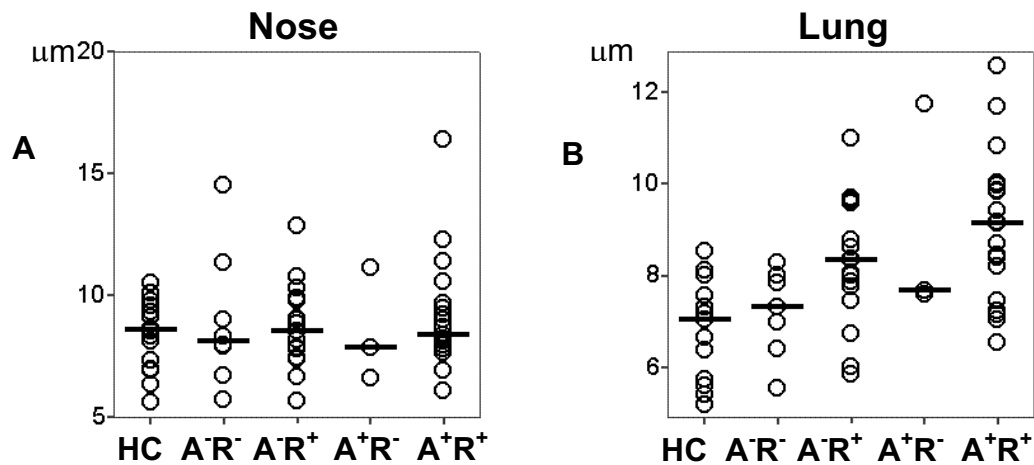 Nose
μm
20
A
15
10
5
HC A⁻R⁻ A⁻R⁺ A⁺R⁻ A⁺R⁺
Lung
μm
12
B
10
8
6
HC A⁻R⁻ A⁻R⁺ A⁺R⁻ A⁺R⁺